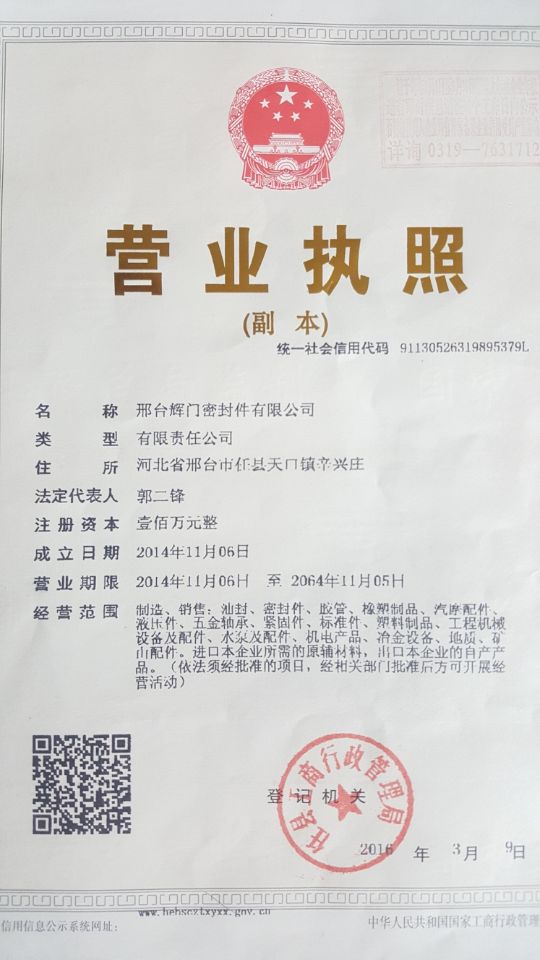 详询 0319—7631712
营业执照
(副 本)
统一社会信用代码 91130526319895379L
名 称 邢台辉门密封件有限公司
类 型 有限责任公司
住 所 河北省邢台市任县天口镇辛兴庄
法定代表人 郭二锋
注册资本 壹佰万元整
成立日期 2014年11月06日
营业期限 2014年11月06日 至 2064年11月05日
经营范围 制造、销售：油封、密封件、胶管、橡塑制品、汽摩配件、
液压件、五金轴承、紧固件、标准件、塑料制品、工程机械
设备及配件、水泵及配件、机电产品、冶金设备、地质、矿
山配件。进口本企业所需的原辅材料，出口本企业的自产产
品。（依法须经批准的项目，经相关部门批准后方可开展经
营活动）
任县工商行政管理局
登记机关
2016 年 3月 9日
www.hebscztxyxx.gov.cn
信用信息公示系统网址：
中华人民共和国国家工商行政管理